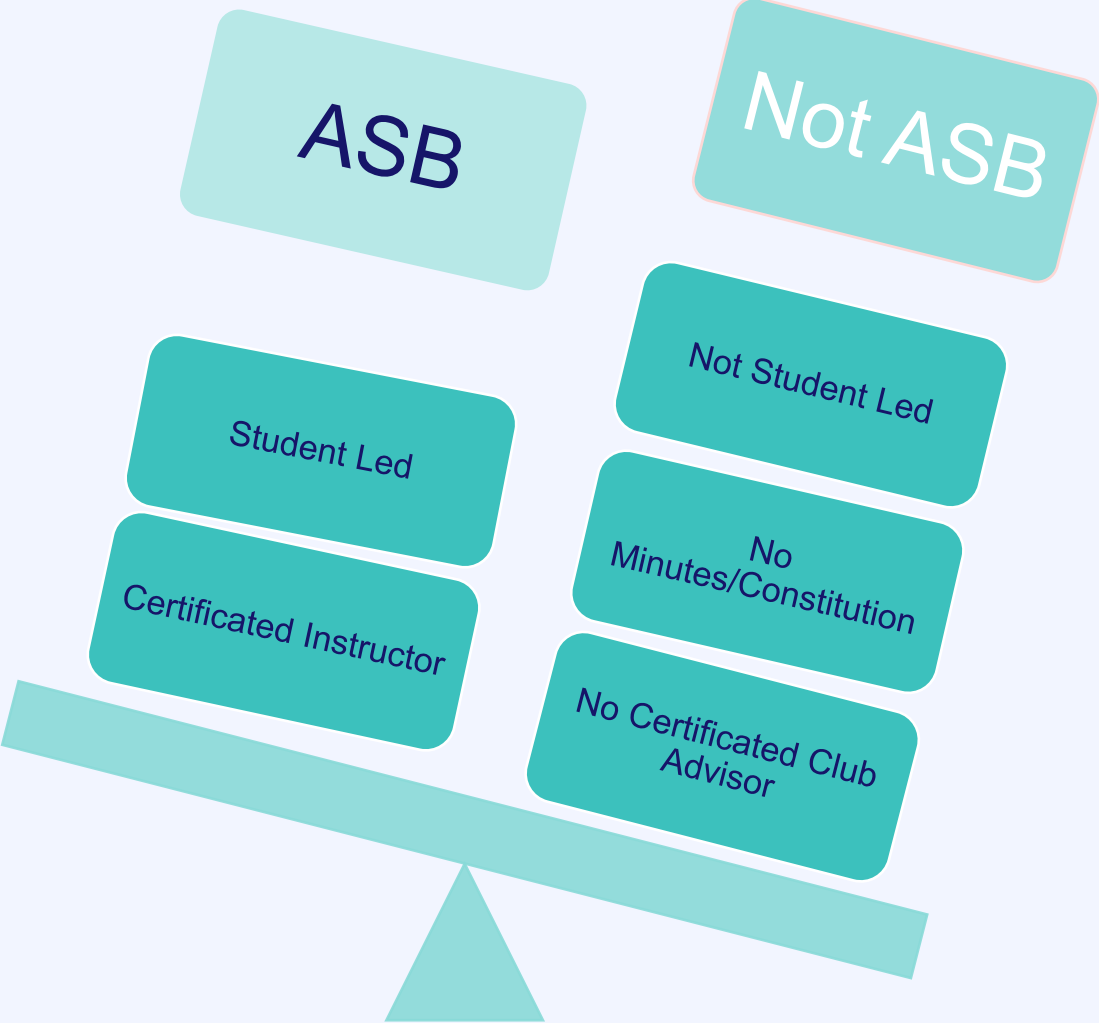 ASB
Not ASB
Student Led
Certificated Instructor
Not Student Led
No
Minutes/Constitution
No Certificated Club
Advisor